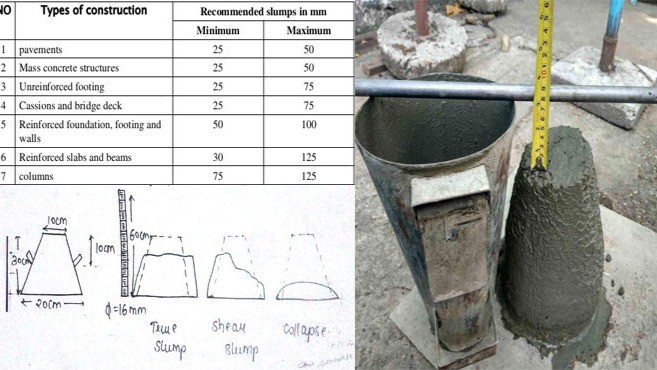 NO Types of construction Recommended slumps in mm
Minimum Maximum
1 pavements 25 50
2 Mass concrete structures 25 50
3 Unreinforced footing 25 75
4 Cassions and bridge deck 25 75
5 Reinforced foundation, footing and walls 50 100
6 Reinforced slabs and beams 30 125
7 columns 75 125
10cm
30cm
10cm
20cm
60cm
φ=16mm
True Slump
Shear Slump
Collapse